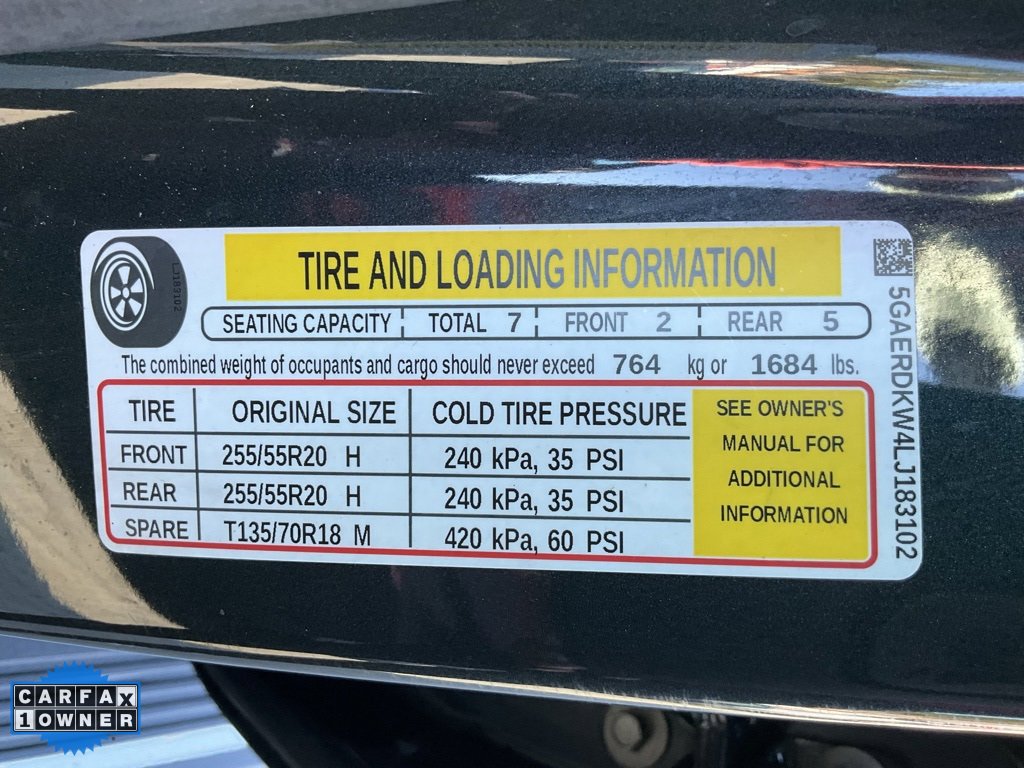 TIRE AND LOADING INFORMATION
SEATING CAPACITY TOTAL 7 FRONT 2 REAR 5
The combined weight of occupants and cargo should never exceed 764 kg or 1684 lbs.
TIRE ORIGINAL SIZE COLD TIRE PRESSURE
FRONT 255/55R20 H 240 kPa, 35 PSI
REAR 255/55R20 H 240 kPa, 35 PSI
SPARE T135/70R18 M 420 kPa, 60 PSI
SEE OWNER'S
MANUAL FOR
ADDITIONAL
INFORMATION
5GAERDKW4LJ183102
LJ183102
CARFAX
1 OWNER